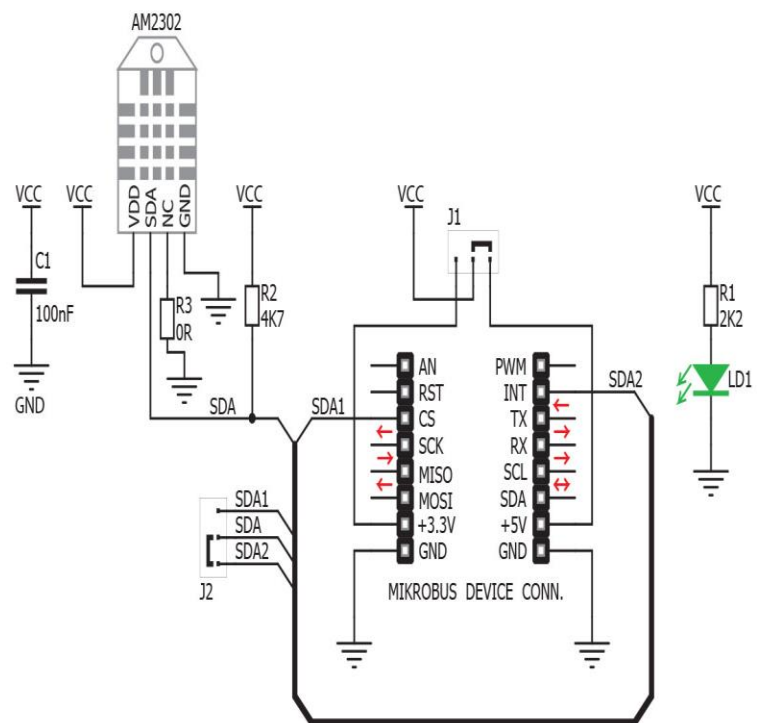 AM2302
VDD
SDA
NC
GND
VCC
VCC
VCC
VCC
VCC
C1
100nF
GND
R3
0R
R2
4K7
J1
R1
2K2
LD1
SDA
SDA1
SDA2
AN
RST
CS
SCK
MISO
MOSI
+3.3V
GND
PWM
INT
TX
RX
SCL
SDA
+5V
GND
SDA1
SDA
SDA2
J2
MIKROBUS DEVICE CONN.